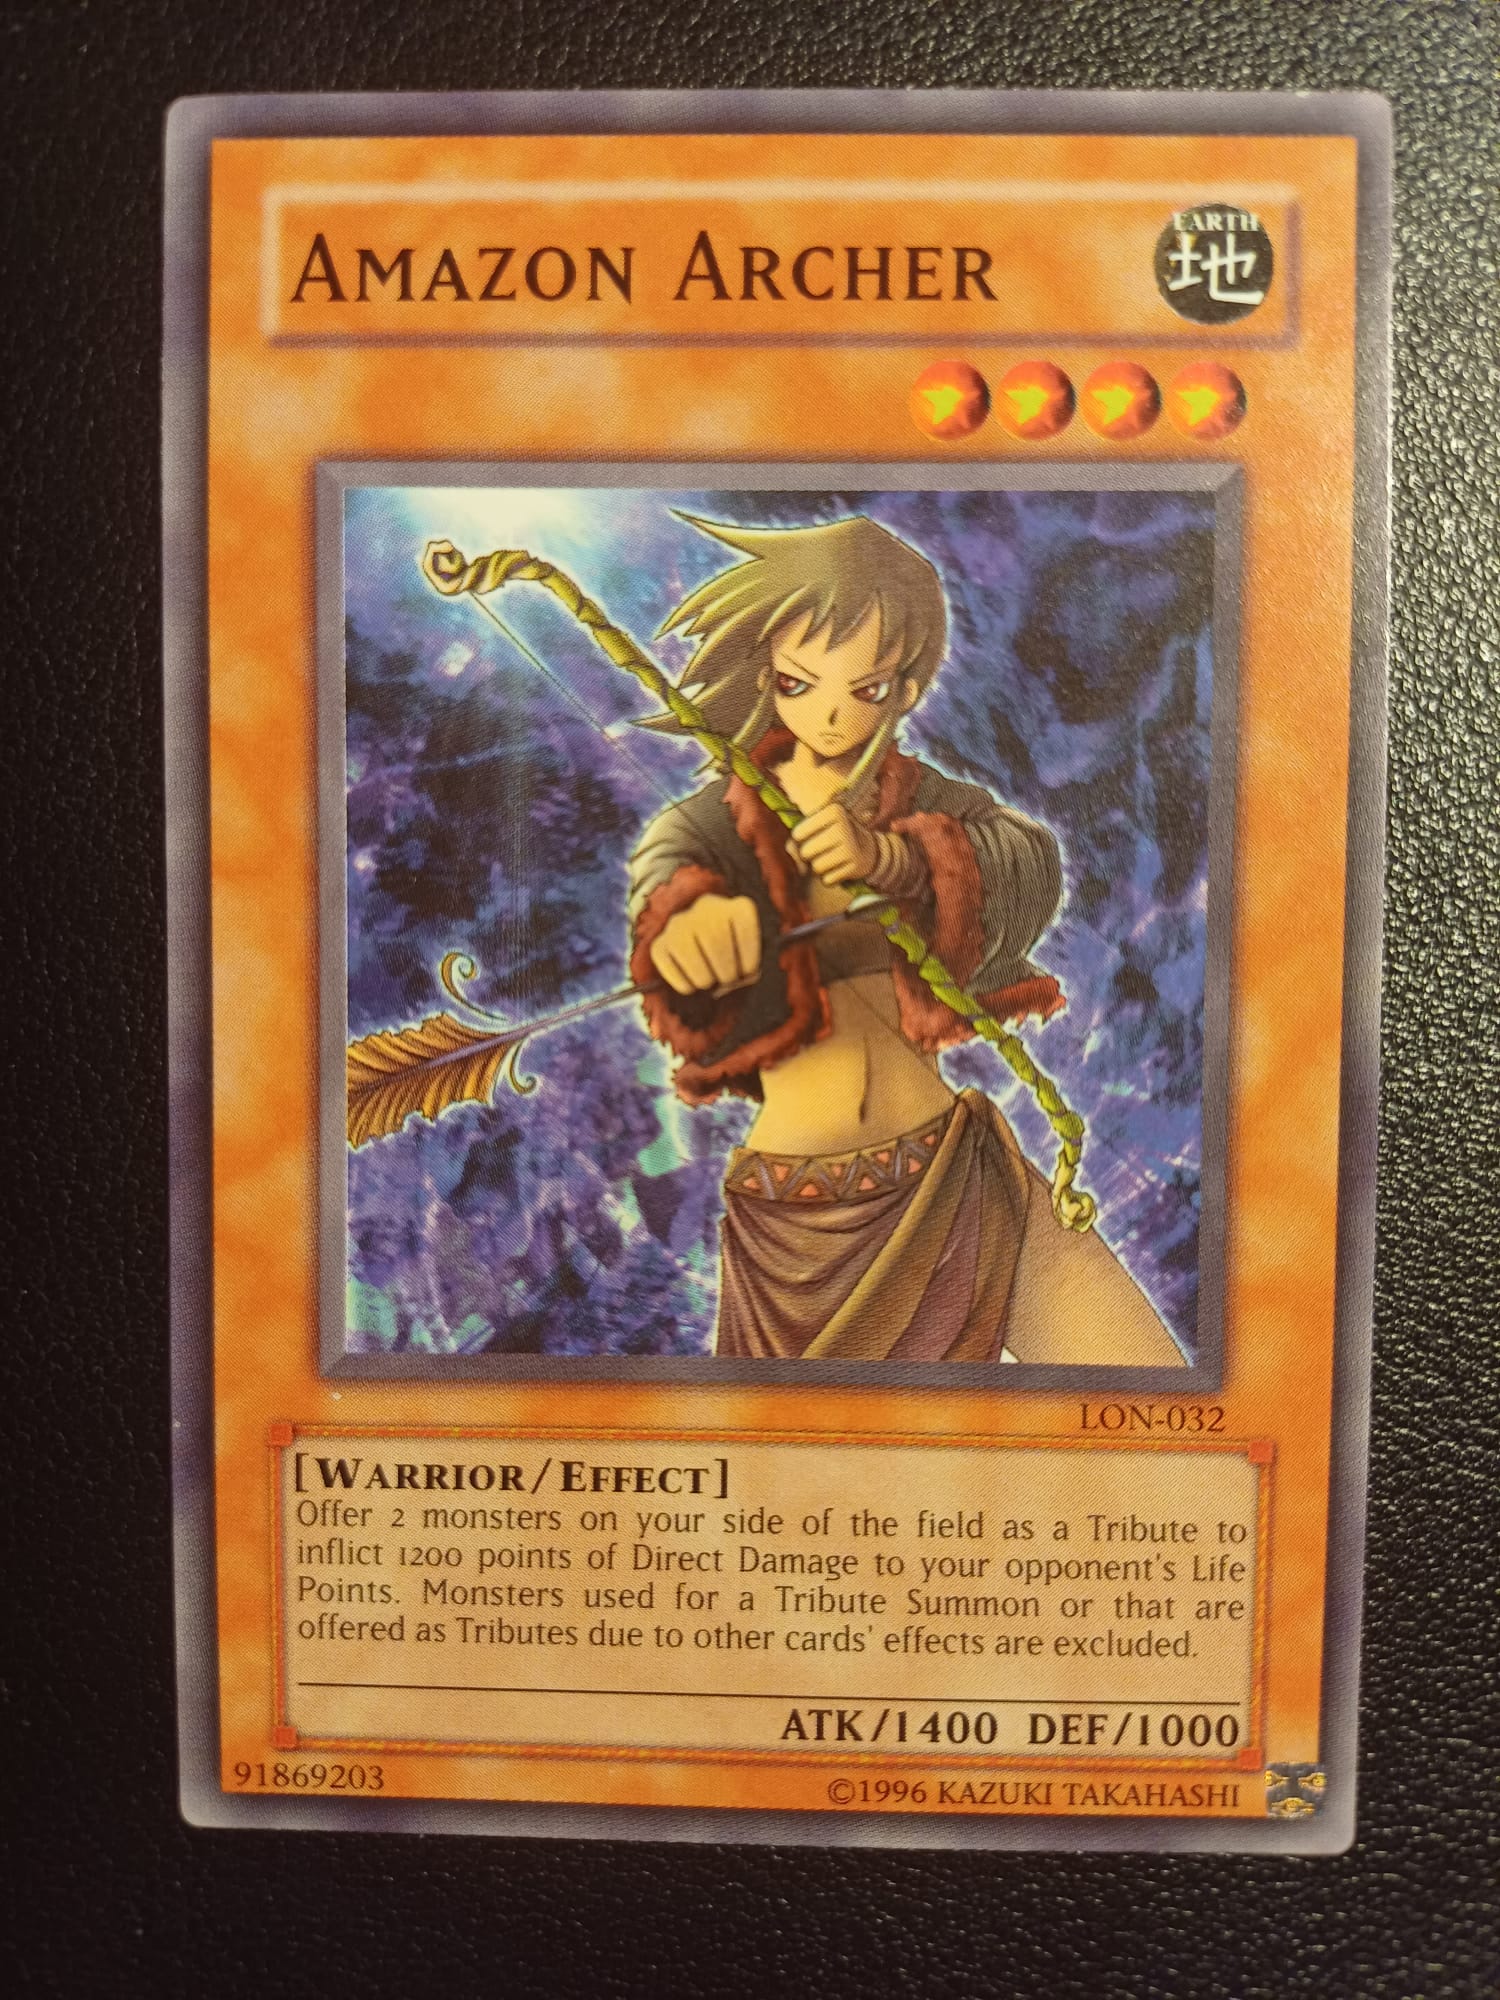 AMAZON ARCHER
EARTH
地
LON-032
[WARRIOR/EFFECT]
Offer 2 monsters on your side of the field as a Tribute to
inflict 1200 points of Direct Damage to your opponent's Life
Points. Monsters used for a Tribute Summon or that are
offered as Tributes due to other cards' effects are excluded.
ATK/1400 DEF/1000
91869203
©1996 KAZUKI TAKAHASHI